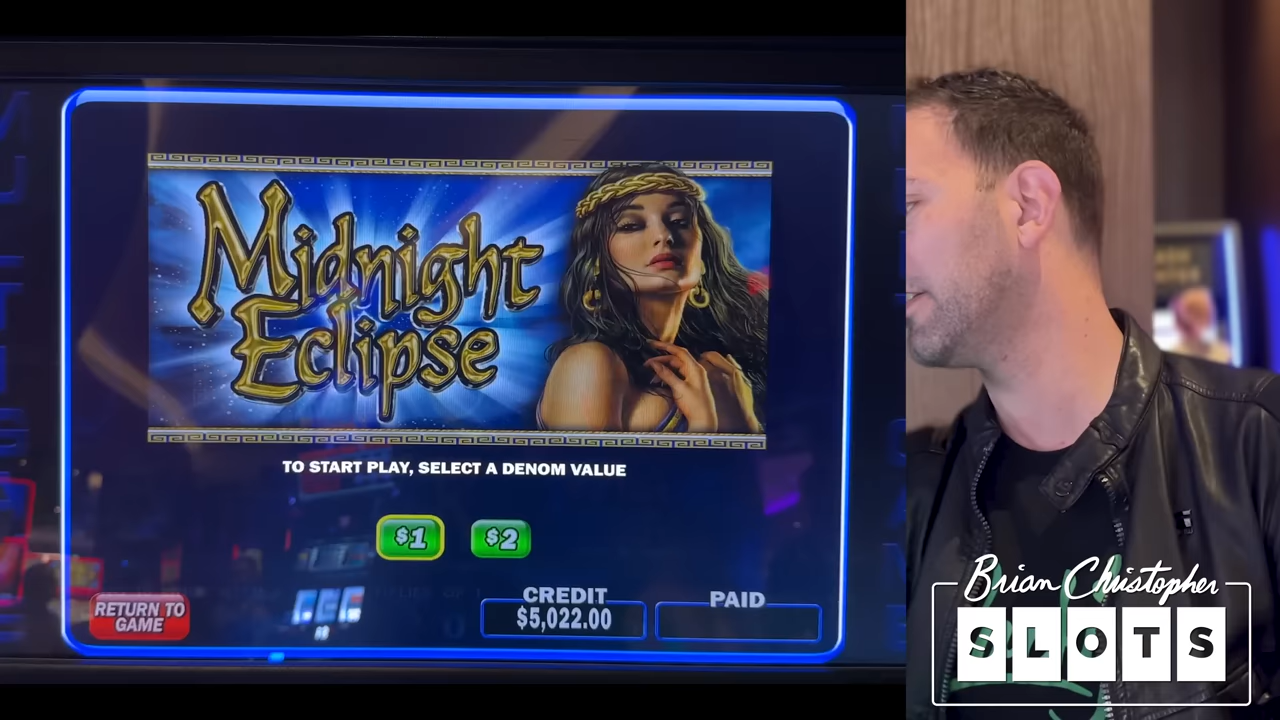 Midnight
Eclipse
TO START PLAY, SELECT A DENOM VALUE
$1 $2
RETURN TO
GAME
CREDIT
$5,022.00
PAID
Brian Christopher
SLOTS